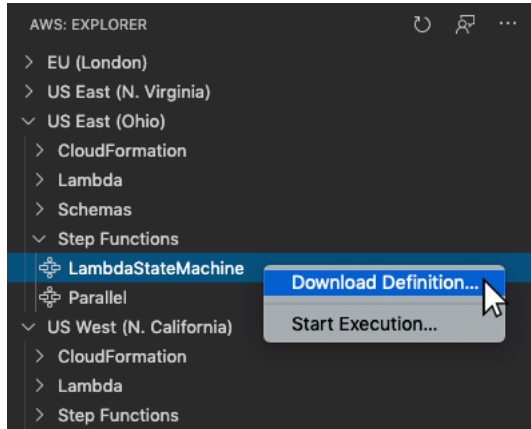 AWS: EXPLORER
EU (London)
US East (N. Virginia)
US East (Ohio)
CloudFormation
Lambda
Schemas
Step Functions
LambdaStateMachine
Download Definition...
Parallel
Start Execution...
US West (N. California)
CloudFormation
Lambda
Step Functions